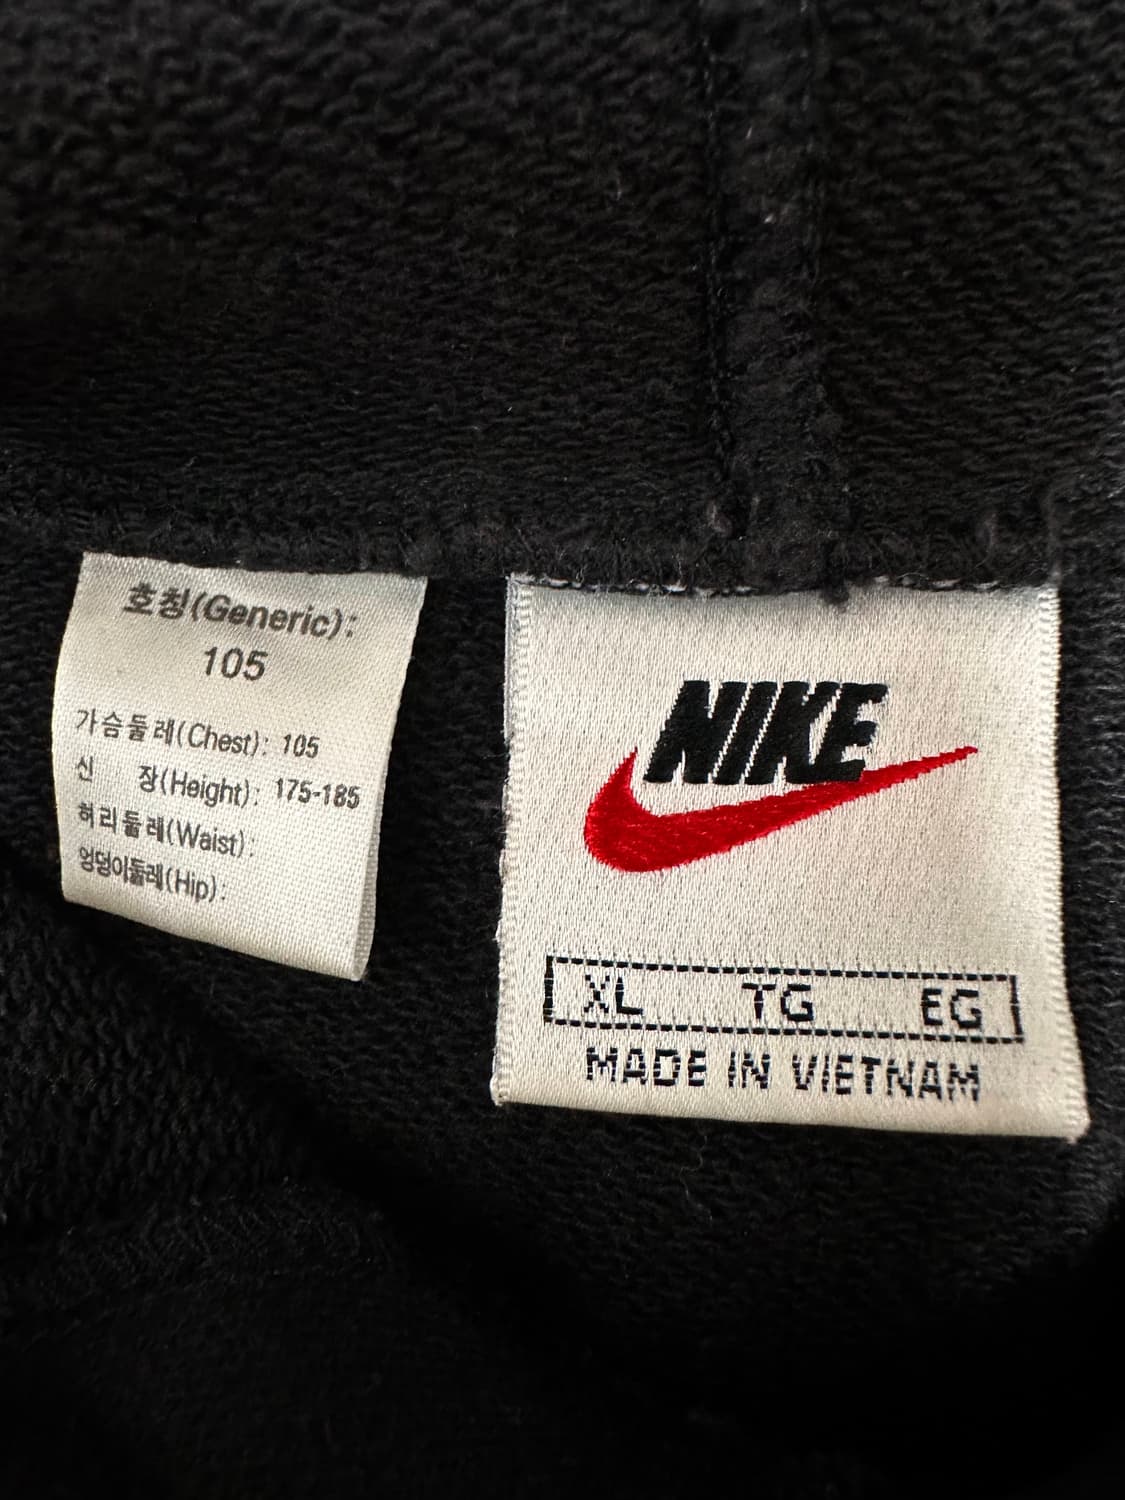 호칭(Generic):
105
가슴둘레(Chest): 105
신 장(Height): 175-185
허리둘레(Waist):
엉덩이둘레(Hip):
NIKE
XL TG EG
MADE IN VIETNAM